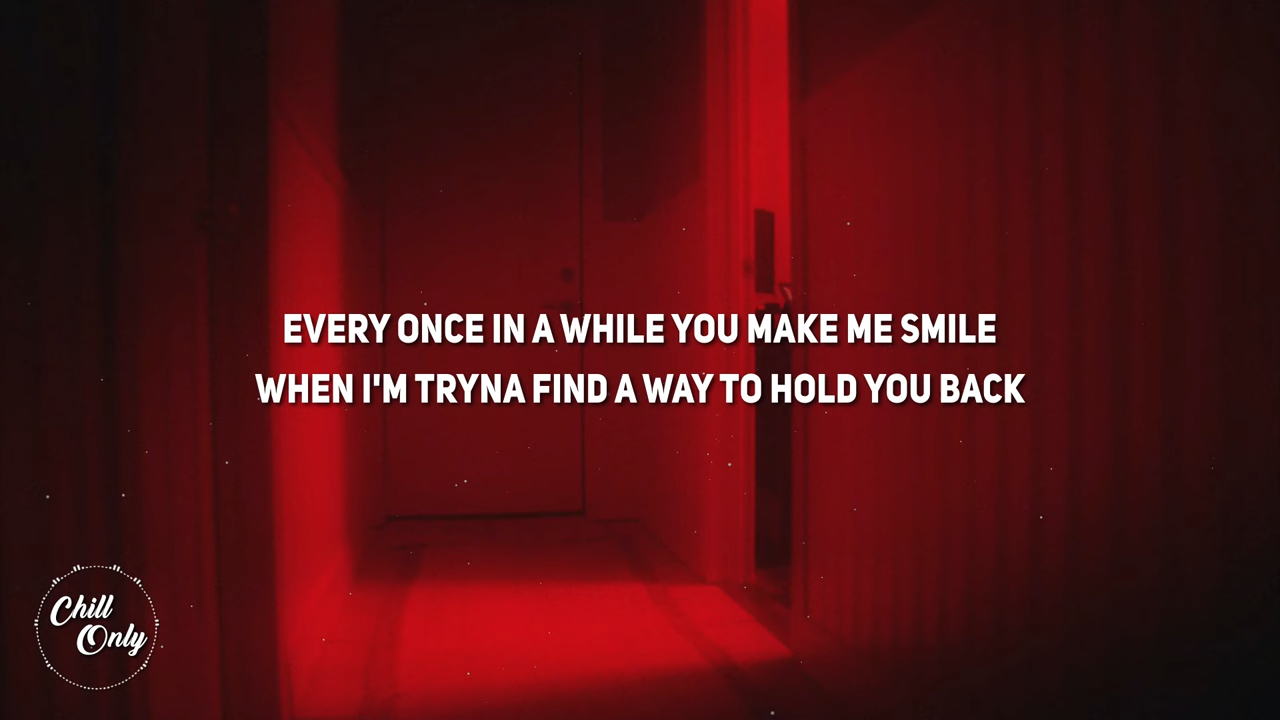 EVERY ONCE IN A WHILE YOU MAKE ME SMILE
WHEN I'M TRYNA FIND A WAY TO HOLD YOU BACK
Chill
Only